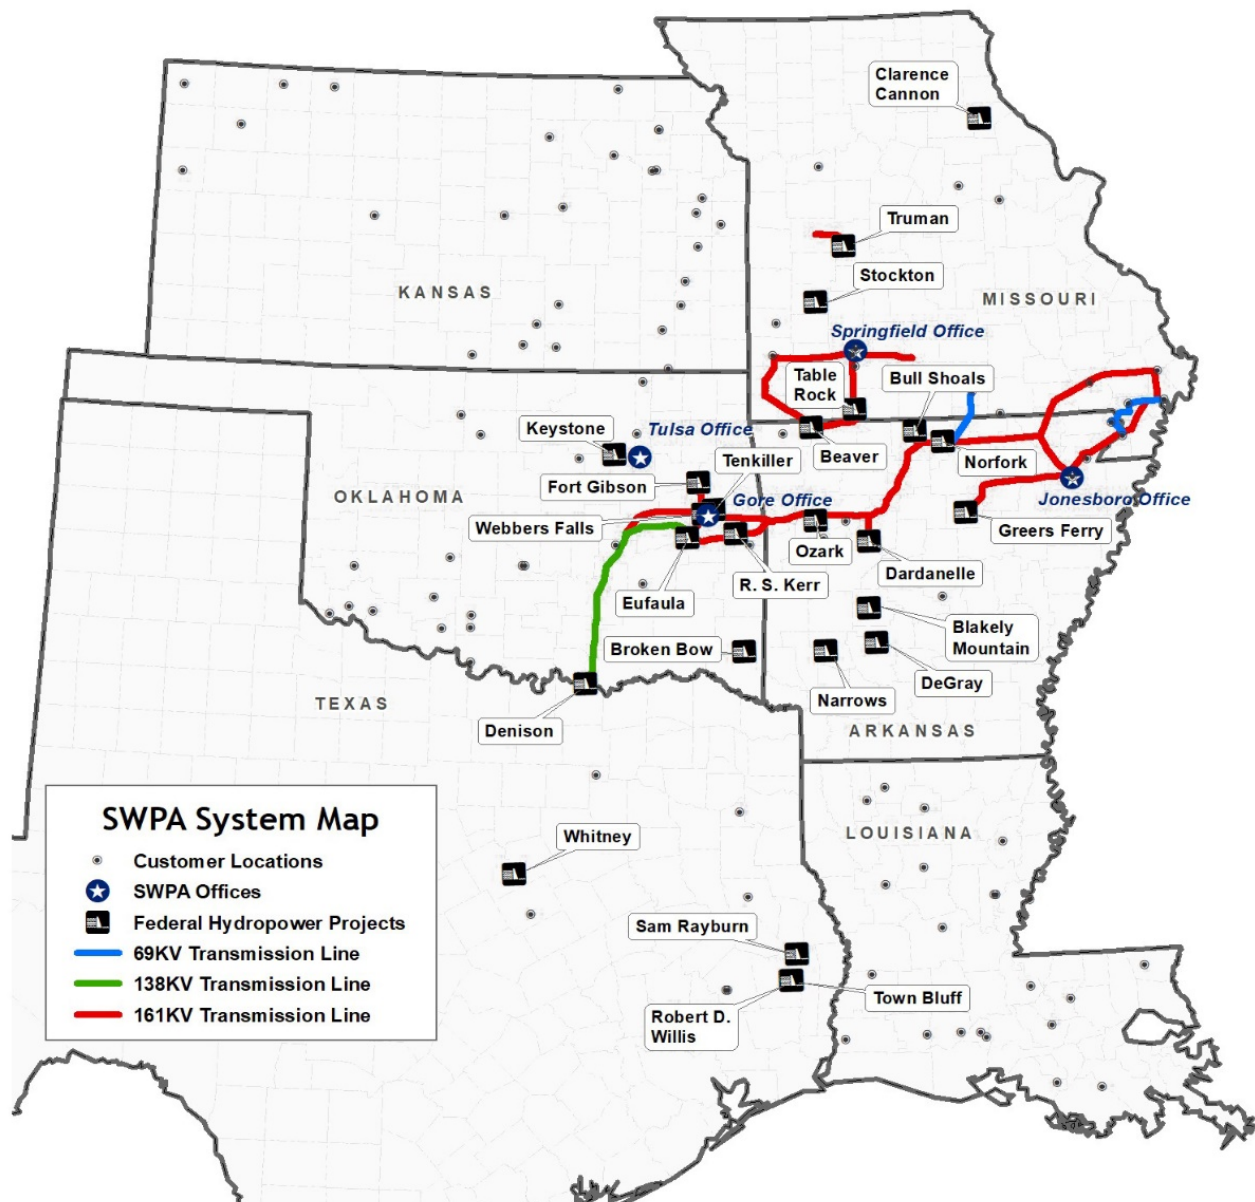 Clarence
Cannon
Truman
KANSAS
Stockton
MISSOURI
Springfield Office
Table
Rock
Bull Shoals
Keystone
Tulsa Office
Beaver
Norfork
Tenkiller
Fort Gibson
OKLAHOMA
Gore Office
Jonesboro Office
Webbers Falls
Greers Ferry
Ozark
Dardanelle
R. S. Kerr
Eufaula
Blakely
Mountain
Broken Bow
DeGray
Narrows
TEXAS
Denison
ARKANSAS
SWPA System Map
Customer Locations
SWPA Offices
Federal Hydropower Projects
69KV Transmission Line
138KV Transmission Line
161KV Transmission Line
Whitney
LOUISIANA
Sam Rayburn
Town Bluff
Robert D.
Willis